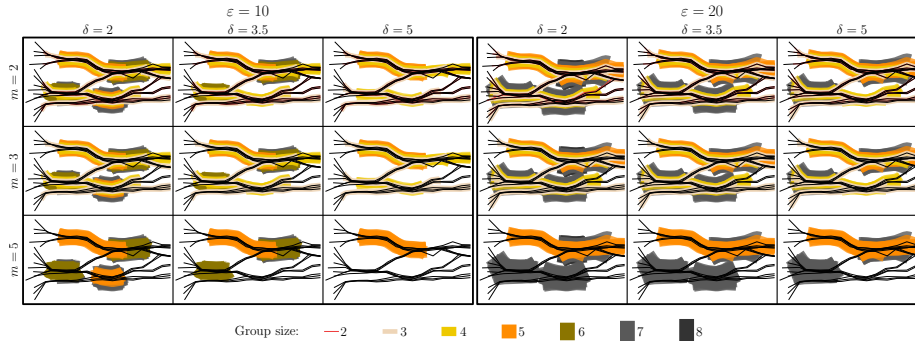 ε = 10
ε = 20
δ = 2
δ = 3.5
δ = 5
δ = 2
δ = 3.5
δ = 5
m = 2
m = 3
m = 5
Group size: 2 3 4 5 6 7 8